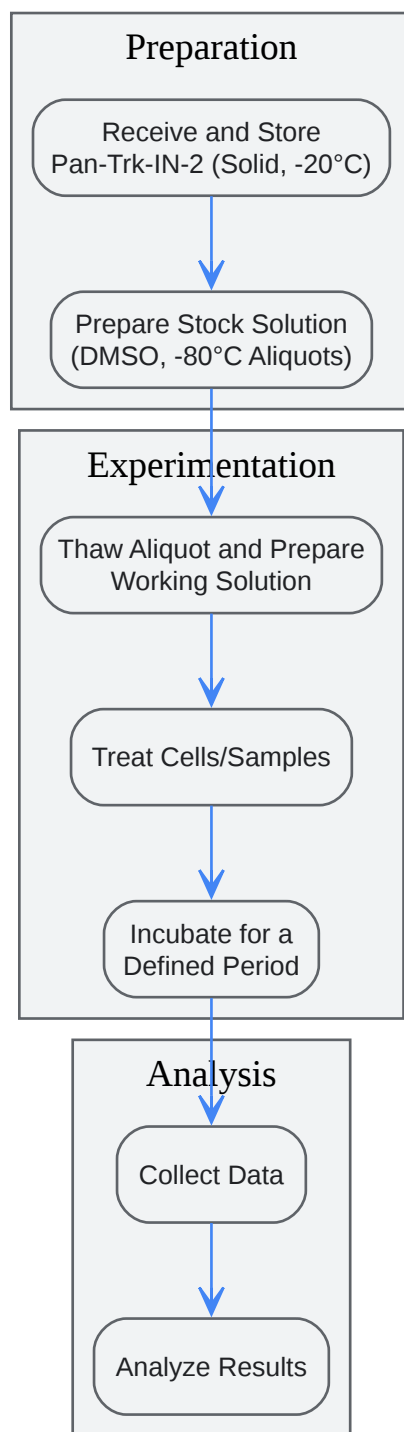 Preparation
Receive and Store
Pan-Trk-IN-2 (Solid, -20°C)
Prepare Stock Solution
(DMSO, -80°C Aliquots)
Experimentation
Thaw Aliquot and Prepare
Working Solution
Treat Cells/Samples
Incubate for a
Defined Period
Analysis
Collect Data
Analyze Results